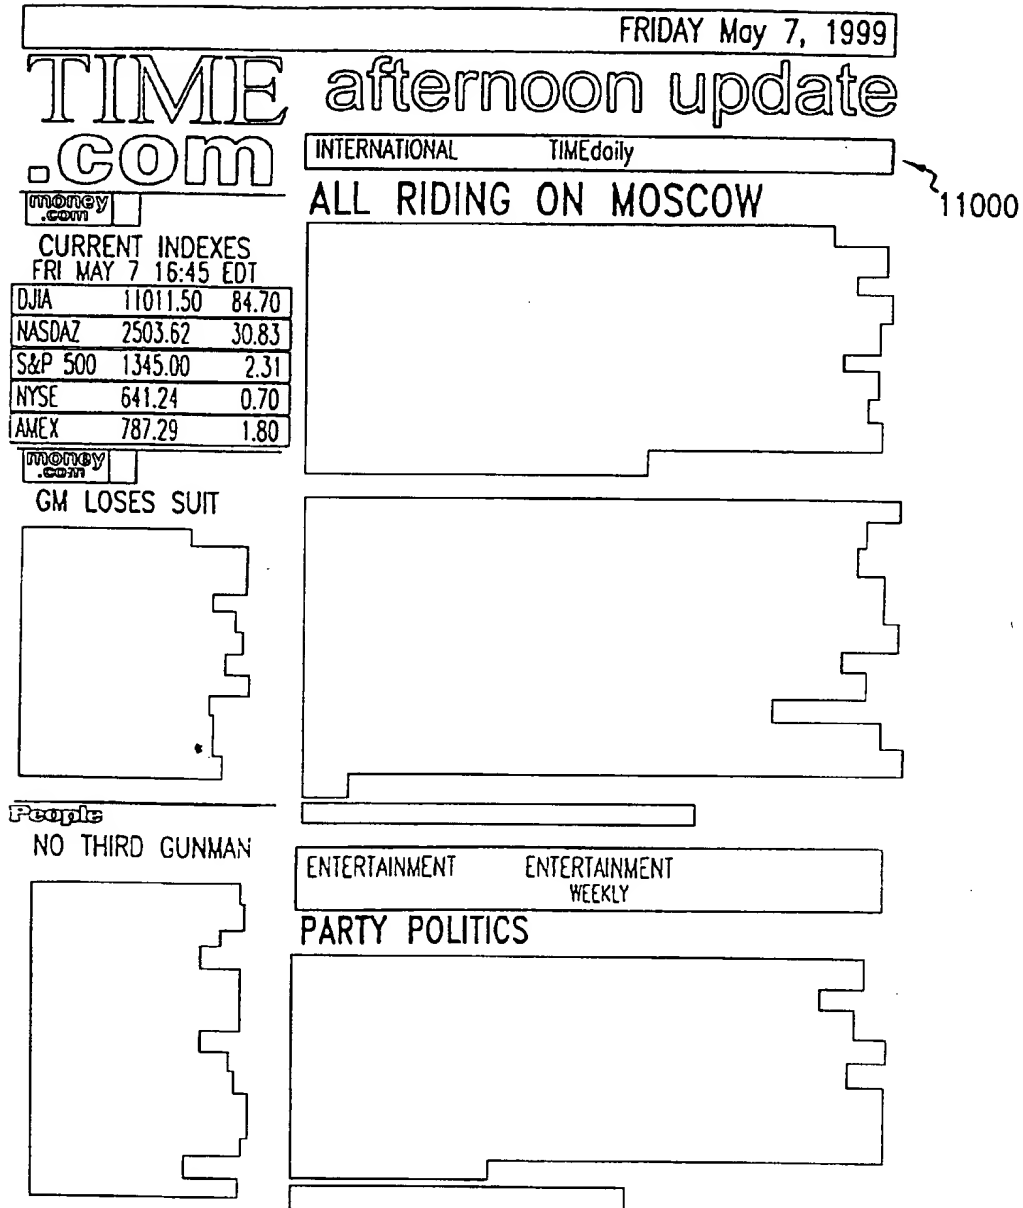 FRIDAY May 7, 1999
TIME
.com
afternoon update
INTERNATIONAL TIMEdaily
11000
ALL RIDING ON MOSCOW
money
.com
CURRENT INDEXES
FRI MAY 7 16:45 EDT
DJIA 11011.50 84.70
NASDAZ 2503.62 30.83
S&P 500 1345.00 2.31
NYSE 641.24 0.70
AMEX 787.29 1.80
money
.com
GM LOSES SUIT
People
NO THIRD GUNMAN
ENTERTAINMENT ENTERTAINMENT
WEEKLY
PARTY POLITICS